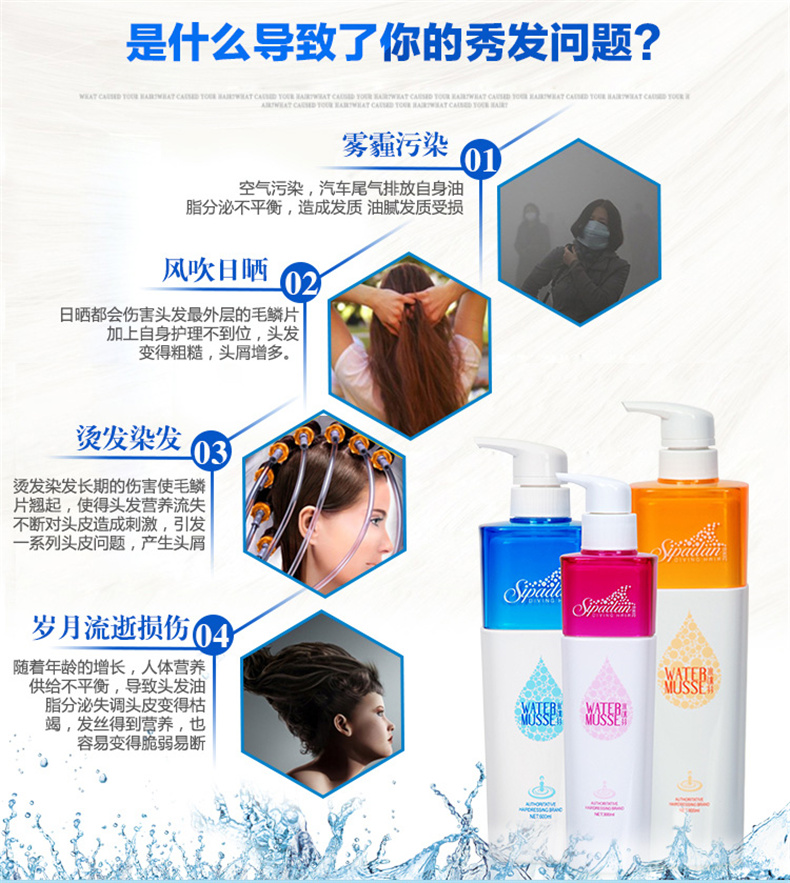 是什么导致了你的秀发问题?
WHAT CAUSED YOUR HAIR?WHAT CAUSED YOUR HAIR?WHAT CAUSED YOUR HAIR?WHAT CAUSED YOUR HAIR?WHAT CAUSED YOUR HAIR?WHAT CAUSED YOUR HAIR?WHAT CAUSED YOUR H
AIR?WHAT CAUSED YOUR HAIR?WHAT CAUSED YOUR HAIR?WHAT CAUSED YOUR HAIR?
雾霾污染
01
空气污染，汽车尾气排放自身油
脂分泌不平衡，造成发质 油腻发质受损
风吹日晒
02
日晒都会伤害头发最外层的毛鳞片
加上自身护理不到位，头发
变得粗糙，头屑增多。
烫发染发
03
烫发染发长期的伤害使毛鳞
片翘起，使得头发营养流失
不断对头皮造成刺激，引发
一系列头皮问题，产生头屑
岁月流逝损伤
04
随着年龄的增长，人体营养
供给不平衡，导致头发油
脂分泌失调头皮变得枯
竭，发丝得到营养，也
容易变得脆弱易断
Sipadan
DIVING HAIR
WATER
MUSSE
AUTHORITATIVE
HAIRDRESSING BRAND
NET:800ml
Sipadan
DIVING HAIR
WATER
MUSSE
AUTHORITATIVE
HAIRDRESSING BRAND
Sipadan
DIVING HAIR
WATER
MUSSE
AUTHORITATIVE
HAIRDRESSING BRAND